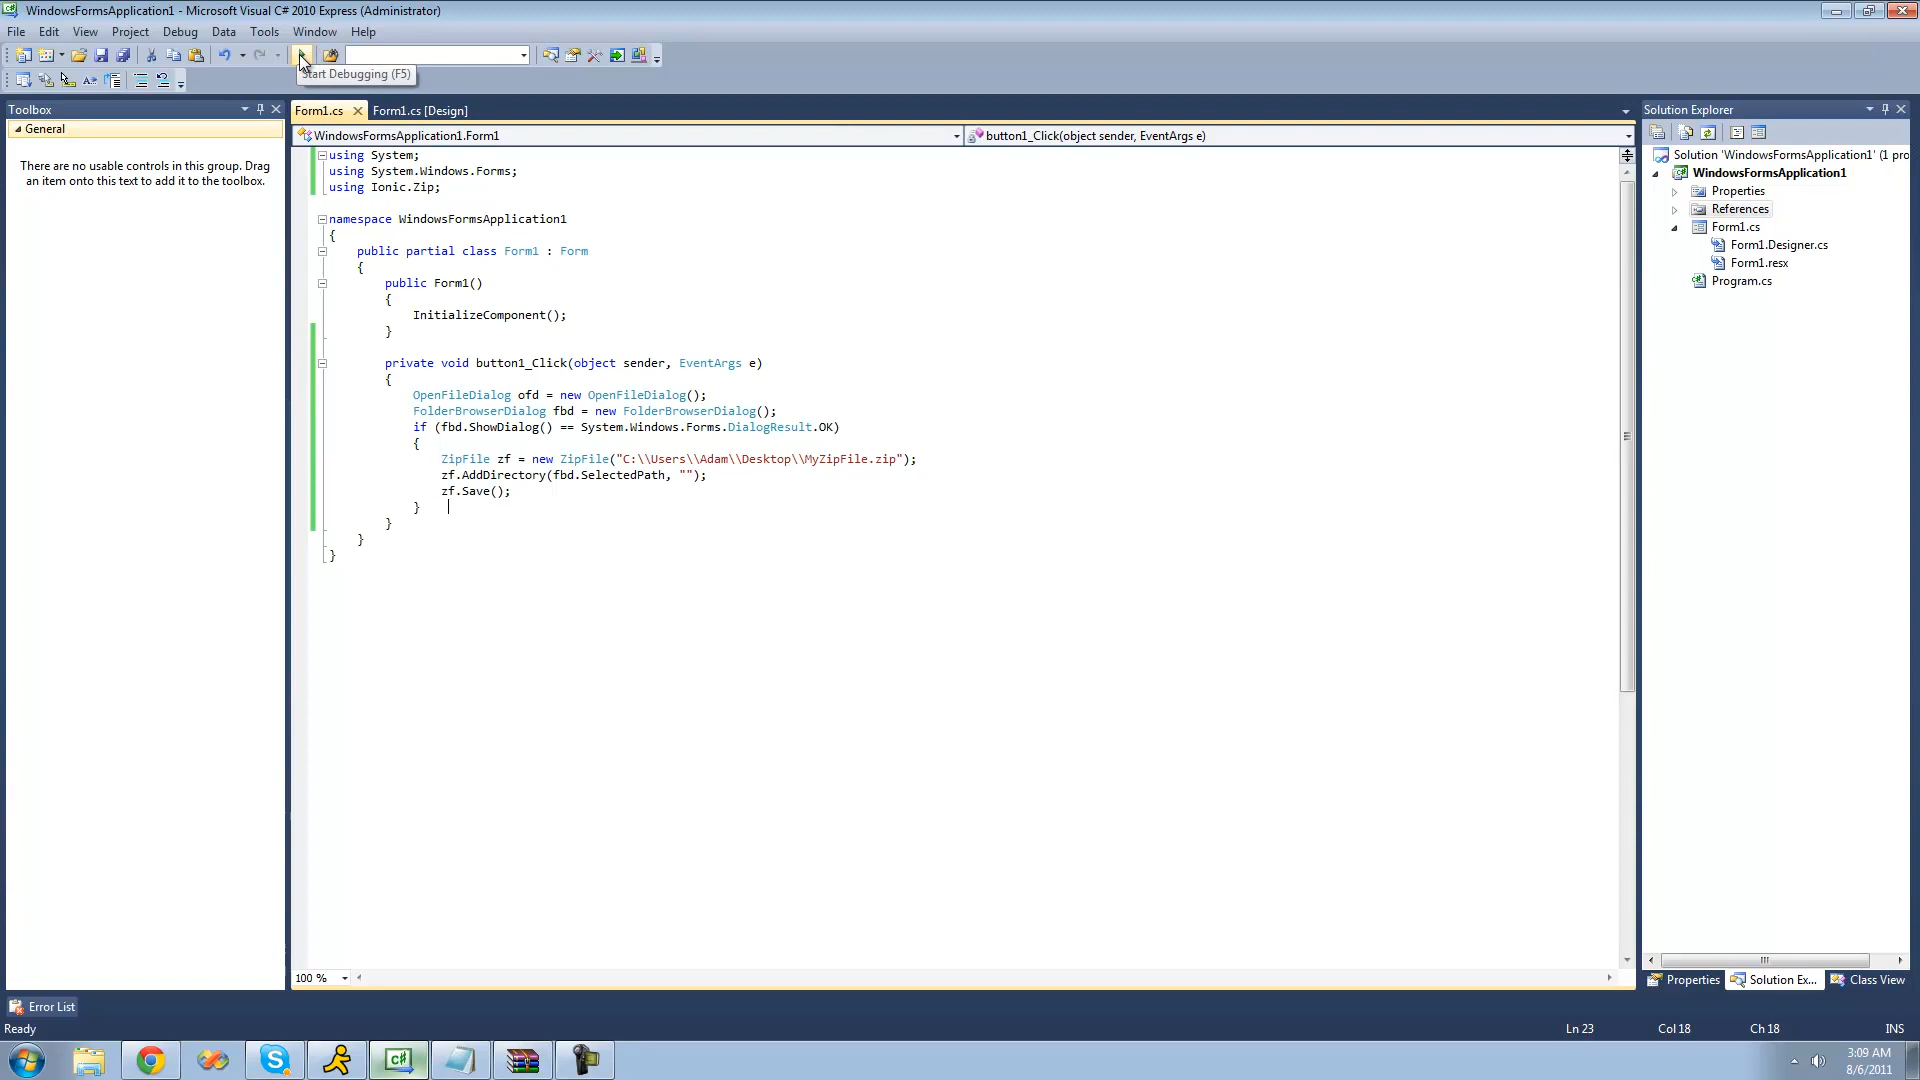 WindowsFormsApplication1 - Microsoft Visual C# 2010 Express (Administrator)
File Edit View Project Debug Data Tools Window Help
Start Debugging (F5)
Toolbox
General
There are no usable controls in this group. Drag
an item onto this text to add it to the toolbox.
Form1.cs Form1.cs [Design]
WindowsFormsApplication1.Form1 button1_Click(object sender, EventArgs e)
using System;
using System.Windows.Forms;
using Ionic.Zip;
namespace WindowsFormsApplication1
{
public partial class Form1 : Form
{
public Form1()
{
InitializeComponent();
}
private void button1_Click(object sender, EventArgs e)
{
OpenFileDialog ofd = new OpenFileDialog();
FolderBrowserDialog fbd = new FolderBrowserDialog();
if (fbd.ShowDialog() == System.Windows.Forms.DialogResult.OK)
{
ZipFile zf = new ZipFile("C:\\Users\\Adam\\Desktop\\MyZipFile.zip");
zf.AddDirectory(fbd.SelectedPath, "");
zf.Save();
}
}
}
}
100 %
Solution Explorer
Solution 'WindowsFormsApplication1' (1 pro
WindowsFormsApplication1
Properties
References
Form1.cs
Form1.Designer.cs
Form1.resx
Program.cs
Properties Solution Ex... Class View
Error List
Ready Ln 23 Col 18 Ch 18 INS
3:09 AM
8/6/2011